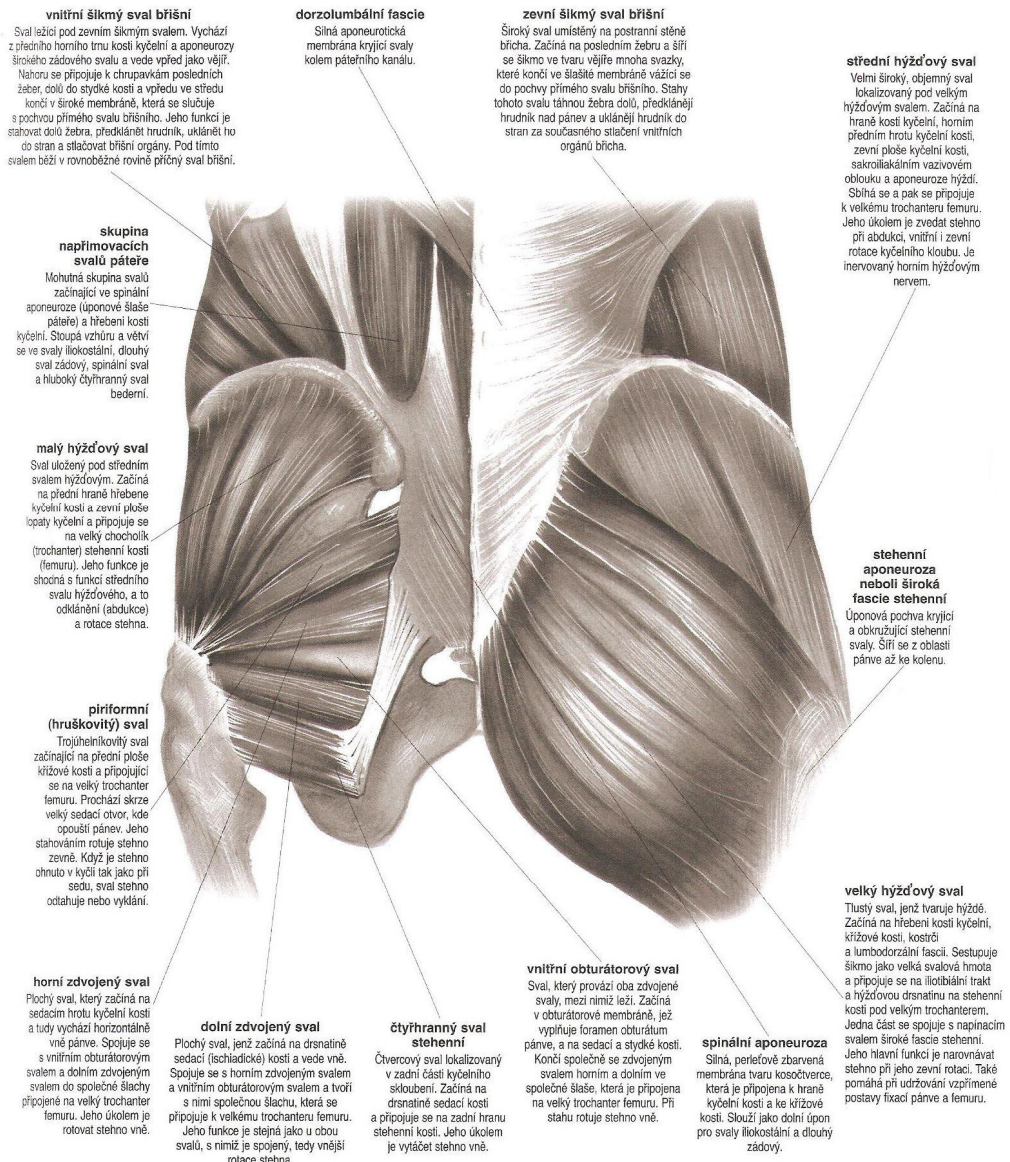 vnitřní šikmý sval břišní
Sval ležící pod zevním šikmým svalem. Vychází
z předního horního trnu kosti kyčelní a aponeurozy
širokého zádového svalu a vede vpřed jako vějíř.
Nahoru se připojuje k chrupavkám posledních
žeber, dolů do stydké kosti a vpředu ve středu
končí v široké membráně, která se slučuje
s pochvou přímého svalu břišního. Jeho funkcí je
stahovat dolů žebra, předklánět hrudník, uklánět ho
do stran a stlačovat břišní orgány. Pod tímto
svalem běží v rovnoběžné rovině příčný sval břišní.
dorzolumbální fascie
Silná aponeurotická
membrána kryjící svaly
kolem páteřního kanálu.
zevní šikmý sval břišní
Široký sval umístěný na postranní stěně
břicha. Začíná na posledním žebru a šíří
se šikmo ve tvaru vějíře mnoha svazky,
které končí ve šlašité membráně vážící se
do pochvy přímého svalu břišního. Stahy
tohoto svalu táhnou žebra dolů, předklánějí
hrudník nad pánev a uklánějí hrudník do
stran za současného stlačení vnitřních
orgánů břicha.
střední hýžďový sval
Velmi široký, objemný sval
lokalizovaný pod velkým
hýžďovým svalem. Začíná na
hraně kosti kyčelní, horním
předním hrotu kyčelní kosti,
zevní ploše kyčelní kosti,
sakroiliakálním vazivovém
oblouku a aponeuroze hýždí.
Sbíhá se a pak se připojuje
k velkému trochanteru femuru.
Jeho úkolem je zvedat stehno
při abdukci, vnitřní i zevní
rotace kyčelního kloubu. Je
inervovaný horním hýžďovým
nervem.
skupina
napřimovacích
svalů páteře
Mohutná skupina svalů
začínající ve spinální
aponeuroze (úponové šlaše
páteře) a hřebeni kosti
kyčelní. Stoupá vzhůru a větví
se ve svaly iliokostální, dlouhý
sval zádový, spinální sval
a hluboký čtyřhranný sval
bederní.
malý hýžďový sval
Sval uložený pod středním
svalem hýžďovým. Začíná
na přední hraně hřebene
kyčelní kosti a zevní ploše
lopaty kyčelní a připojuje se
na velký chocholík
(trochanter) stehenní kosti
(femuru). Jeho funkce je
shodná s funkcí středního
svalu hýžďového, a to
odklánění (abdukce)
a rotace stehna.
stehenní
aponeuroza
neboli široká
fascie stehenní
Úponová pochva kryjící
a obkružující stehenní
svaly. Šíří se z oblasti
pánve až ke kolenu.
piriformní
(hruškovitý) sval
Trojúhelníkovitý sval
začínající na přední ploše
křížové kosti a připojující
se na velký trochanter
femuru. Prochází skrze
velký sedací otvor, kde
opouští pánev. Jeho
stahováním rotuje stehno
zevně. Když je stehno
ohnuto v kyčli tak jako při
sedu, sval stehno
odtahuje nebo vyklání.
velký hýžďový sval
Tlustý sval, jenž tvaruje hýždě.
Začíná na hřebeni kosti kyčelní,
křížové kosti, kostrči
a lumbodorzální fascii. Sestupuje
šikmo jako velká svalová hmota
a připojuje se na iliotibiální trakt
a hýžďovou drsnatinu na stehenní
kosti pod velkým trochanterem.
Jedna část se spojuje s napínacím
svalem široké fascie stehenní.
Její hlavní funkcí je narovnávat
stehno při jeho zevní rotaci. Také
pomáhá při udržování vzpřímené
postavy fixací pánve a femuru.
horní zdvojený sval
Plochý sval, který začíná na
sedacím hrotu kyčelní kosti
a tudy vychází horizontálně
vně pánve. Spojuje se
s vnitřním obturátorovým
svalem a dolním zdvojeným
svalem do společné šlachy
připojené na velký trochanter
femuru. Jeho úkolem je
rotovat stehno vně.
dolní zdvojený sval
Plochý sval, jenž začíná na drsnatině
sedací (ischiadické) kosti a vede vně.
Spojuje se s horním zdvojeným svalem
a vnitřním obturátorovým svalem a tvoří
s nimi společnou šlachu, která se
připojuje k velkému trochanteru femuru.
Jeho funkce je stejná jako u obou
svalů, s nimiž je spojený, tedy vnější
rotace stehna.
čtyřhranný sval
stehenní
Čtvercový sval lokalizovaný
v zadní části kyčelního
skloubení. Začíná na
drsnatině sedací kosti
a připojuje se na zadní hranu
stehenní kosti. Jeho úkolem
je vytáčet stehno vně.
vnitřní obturátorový sval
Sval, který provází oba zdvojené
svaly, mezi nimiž leží. Začíná
v obturátorové membráně, jež
vyplňuje foramen obturátum
pánve, a na sedací a stydké kosti.
Končí společně se zdvojeným
svalem horním a dolním ve
společné šlaše, která je připojena
na velký trochanter femuru. Při
stahu rotuje stehno vně.
spinální aponeuroza
Silná, perleťově zbarvená
membrána tvaru kosočtverce,
která je připojena k hraně
kyčelní kosti a ke křížové
kosti. Slouží jako dolní úpon
pro svaly iliokostální a dlouhý
zádový.